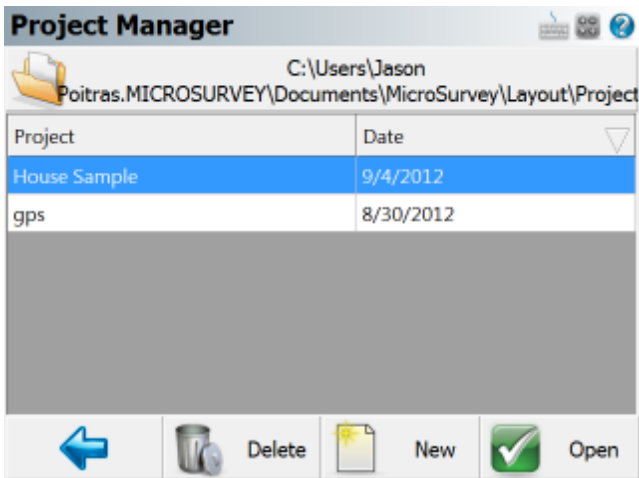 Project Manager
C:\Users\Jason
Poitras.MICROSURVEY\Documents\MicroSurvey\Layout\Project
Project Date
House Sample 9/4/2012
gps 8/30/2012
Delete New Open